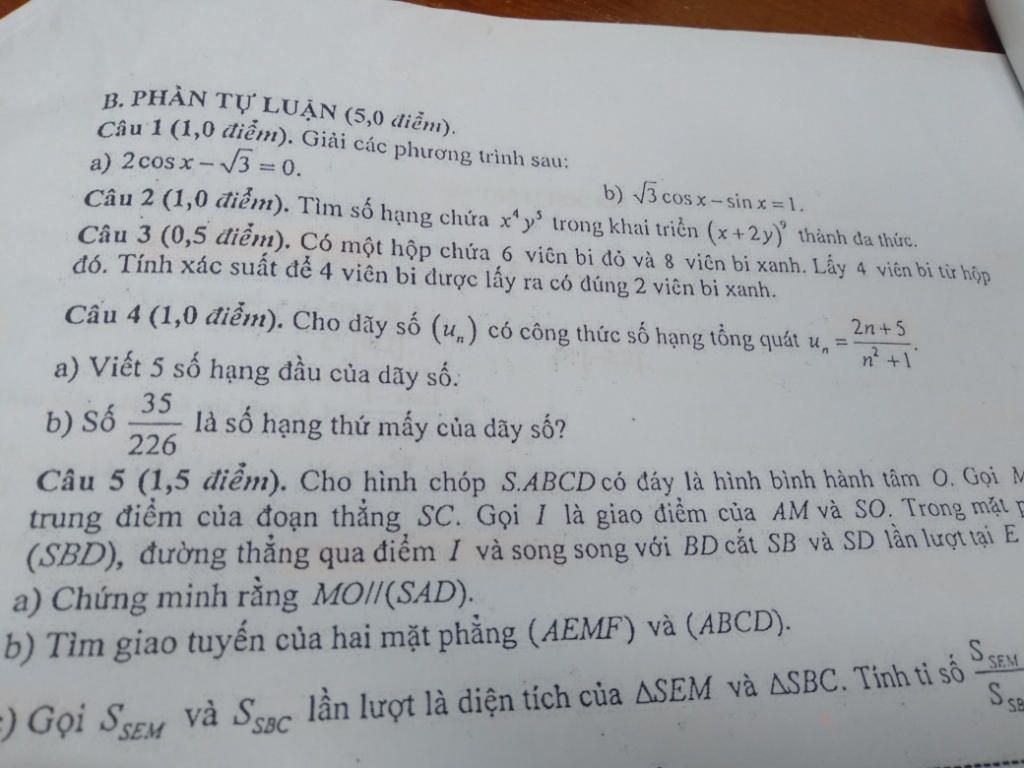 B. PHẦN TỰ LUẬN (5,0 điểm).
Câu 1 (1,0 điểm). Giải các phương trình sau:
a) 2cos x − √3 = 0. b) √3 cos x − sin x = 1.
Câu 2 (1,0 điểm). Tìm số hạng chứa x⁴y⁵ trong khai triển (x + 2y)⁹ thành đa thức.
Câu 3 (0,5 điểm). Có một hộp chứa 6 viên bi đỏ và 8 viên bi xanh. Lấy 4 viên bi từ hộp
đó. Tính xác suất để 4 viên bi được lấy ra có đúng 2 viên bi xanh.
Câu 4 (1,0 điểm). Cho dãy số (uₙ) có công thức số hạng tổng quát uₙ = (2n + 5)/(n² + 1).
a) Viết 5 số hạng đầu của dãy số.
b) Số 35/226 là số hạng thứ mấy của dãy số?
Câu 5 (1,5 điểm). Cho hình chóp S.ABCD có đáy là hình bình hành tâm O. Gọi M
trung điểm của đoạn thẳng SC. Gọi I là giao điểm của AM và SO. Trong mặt
(SBD), đường thẳng qua điểm I và song song với BD cắt SB và SD lần lượt tại E
a) Chứng minh rằng MO//(SAD).
b) Tìm giao tuyến của hai mặt phẳng (AEMF) và (ABCD).
) Gọi S_SEM và S_SBC lần lượt là diện tích của ΔSEM và ΔSBC. Tính tỉ số S_SEM/S_SB